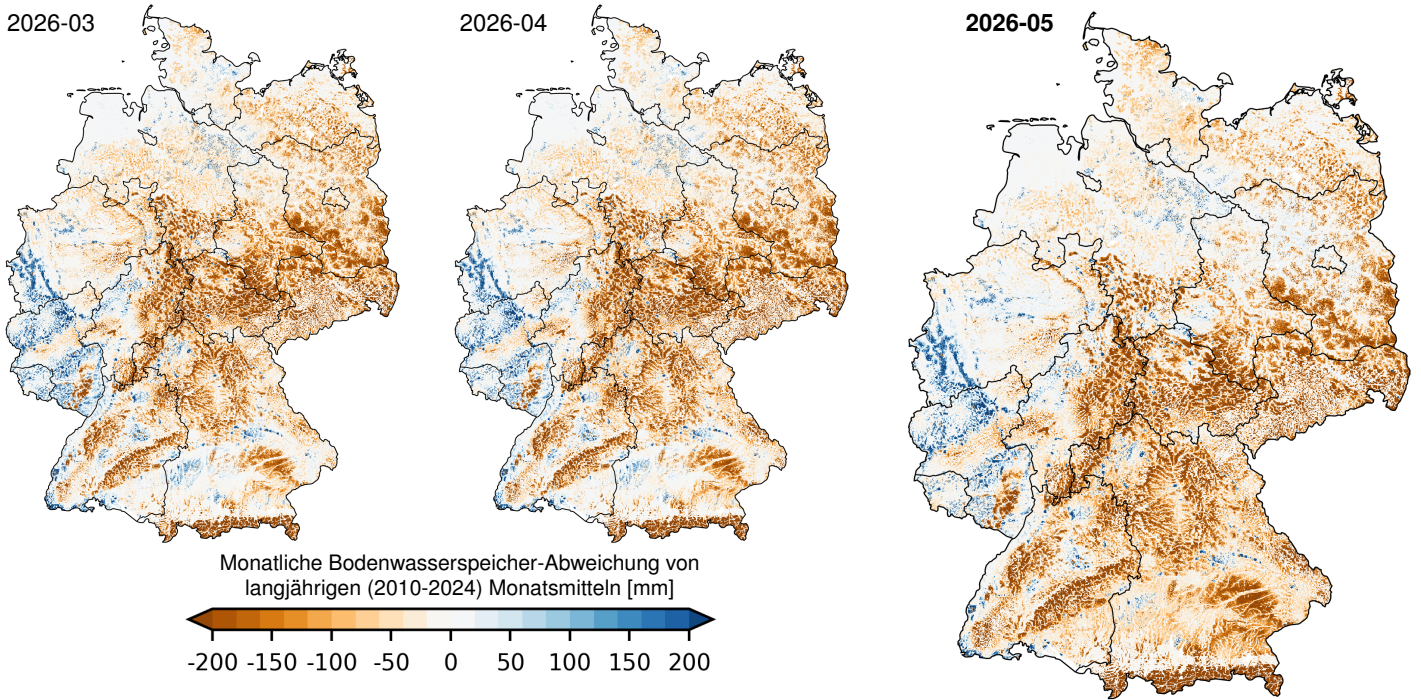 2026-03
2026-04
2026-05
Monatliche Bodenwasserspeicher-Abweichung von
langjährigen (2010-2024) Monatsmitteln [mm]
-200 -150 -100 -50 0 50 100 150 200